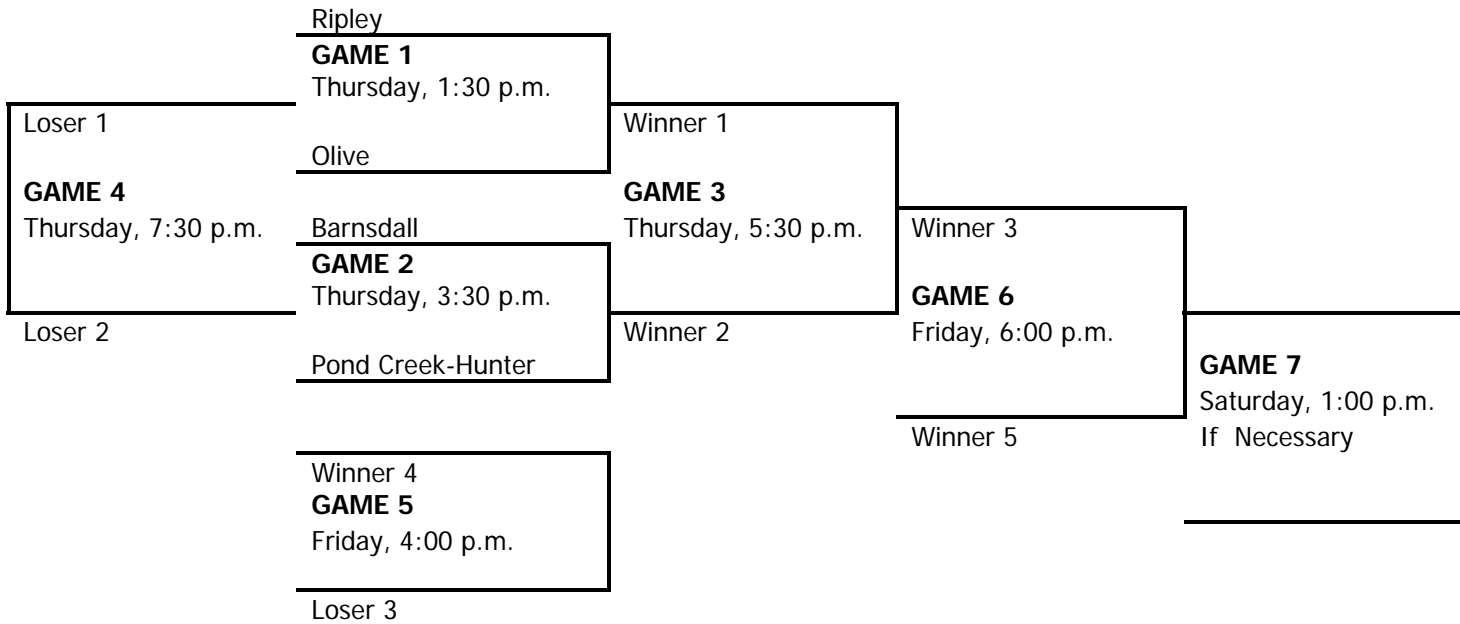 Ripley
GAME 1
Thursday, 1:30 p.m.
Loser 1
Winner 1
Olive
GAME 4
GAME 3
Thursday, 7:30 p.m.
Barnsdall
Thursday, 5:30 p.m.
Winner 3
GAME 2
Thursday, 3:30 p.m.
GAME 6
Loser 2
Winner 2
Friday, 6:00 p.m.
Pond Creek-Hunter
GAME 7
Saturday, 1:00 p.m.
Winner 5
If Necessary
Winner 4
GAME 5
Friday, 4:00 p.m.
Loser 3